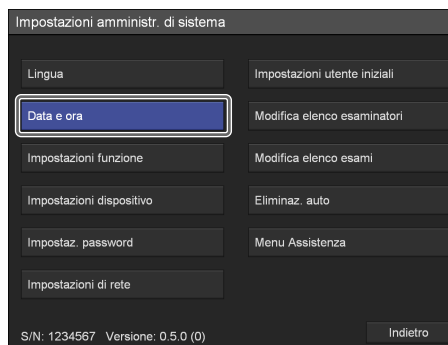 Impostazioni amministr. di sistema
Lingua
Data e ora
Impostazioni funzione
Impostazioni dispositivo
Impostaz. password
Impostazioni di rete
Impostazioni utente iniziali
Modifica elenco esaminatori
Modifica elenco esami
Eliminaz. auto
Menu Assistenza
S/N: 1234567 Versione: 0.5.0 (0)
Indietro